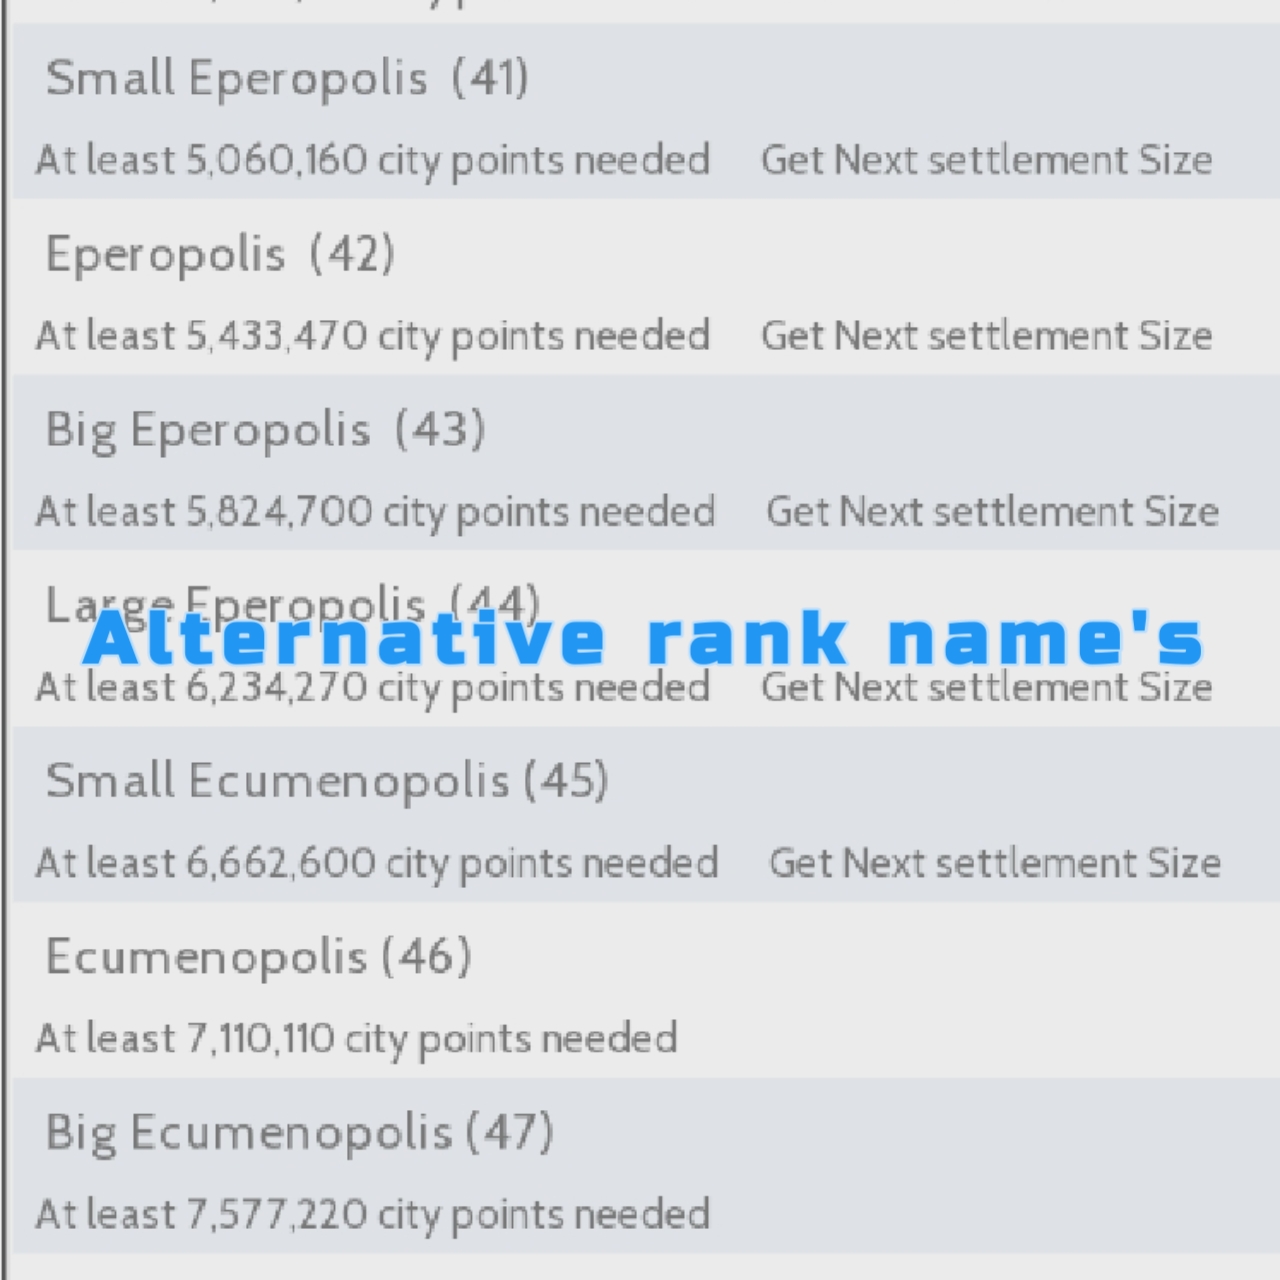 Small Eperopolis (41)
At least 5,060,160 city points needed Get Next settlement Size
Eperopolis (42)
At least 5,433,470 city points needed Get Next settlement Size
Big Eperopolis (43)
At least 5,824,700 city points needed Get Next settlement Size
Large Eperopolis (44)
Alternative rank name's
At least 6,234,270 city points needed Get Next settlement Size
Small Ecumenopolis (45)
At least 6,662,600 city points needed Get Next settlement Size
Ecumenopolis (46)
At least 7,110,110 city points needed
Big Ecumenopolis (47)
At least 7,577,220 city points needed